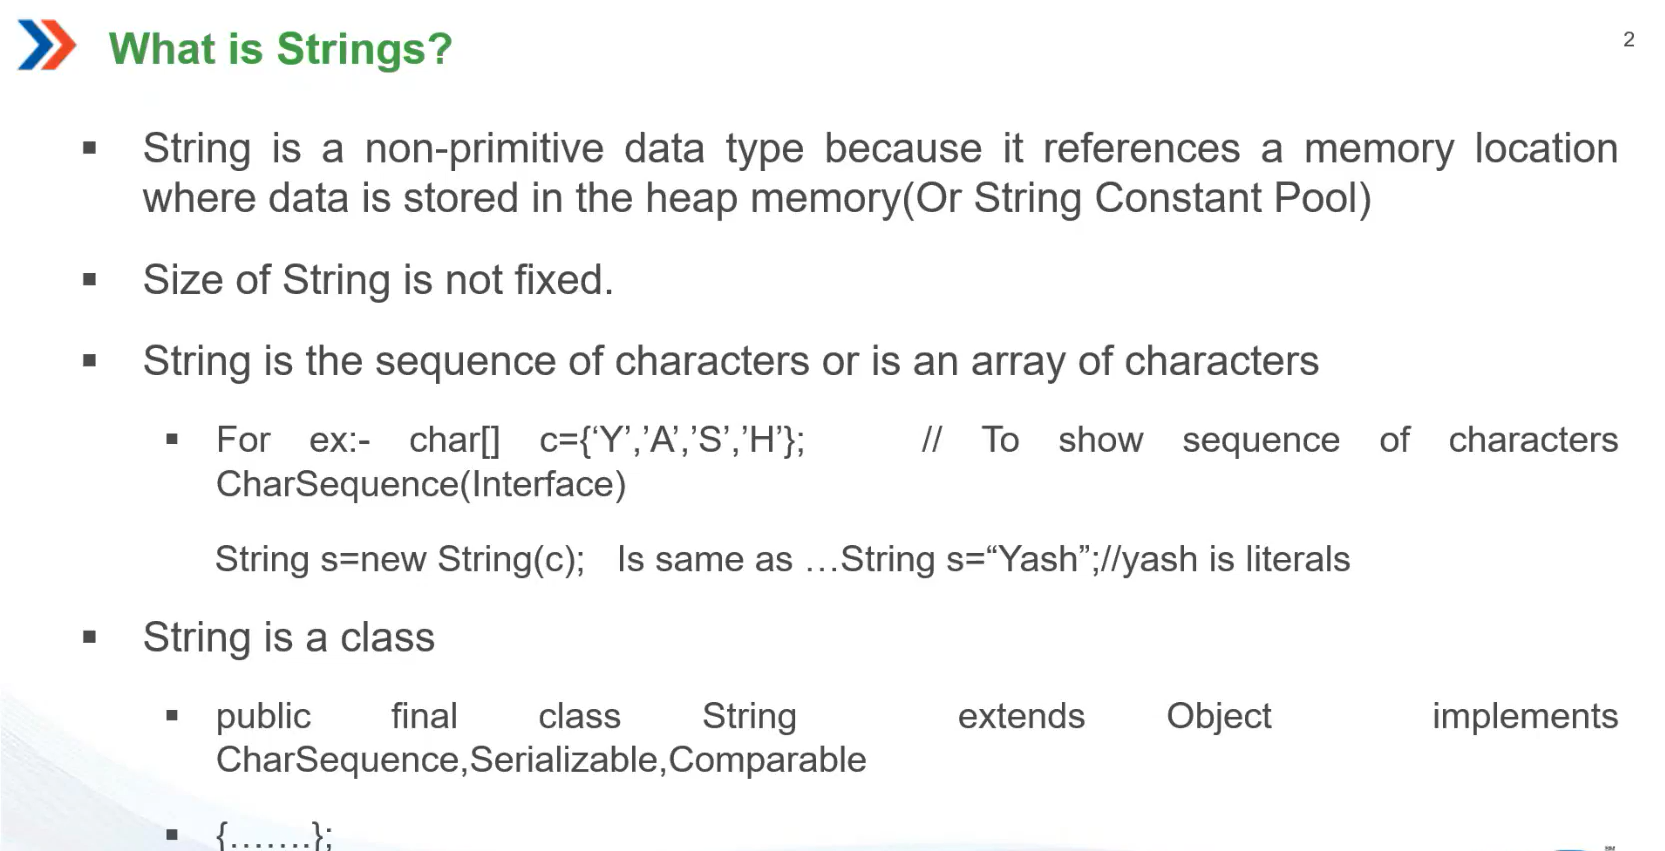 What is Strings?
2
String is a non-primitive data type because it references a memory location
where data is stored in the heap memory(Or String Constant Pool)
Size of String is not fixed.
String is the sequence of characters or is an array of characters
For ex:- char[] c={‘Y’,’A’,’S’,’H’}; // To show sequence of characters
CharSequence(Interface)
String s=new String(c); Is same as …String s=“Yash”;//yash is literals
String is a class
public final class String extends Object implements
CharSequence,Serializable,Comparable
{.......};
SM